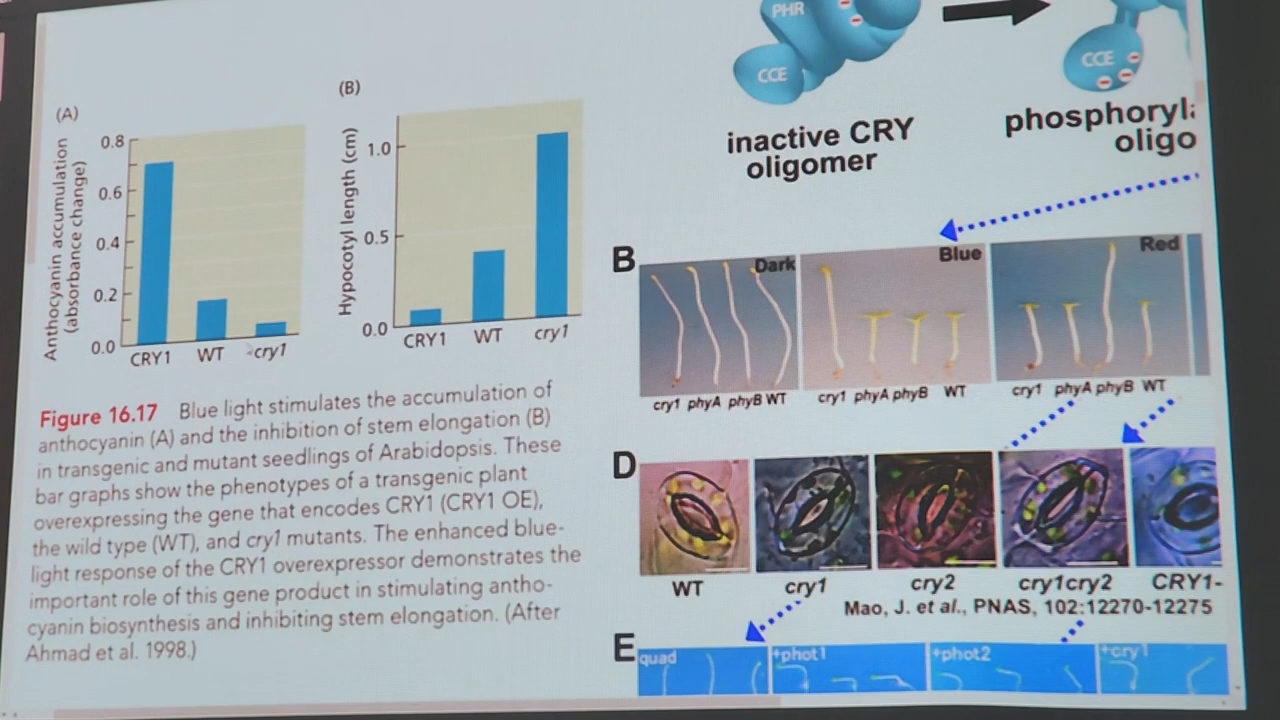 (A)
Anthocyanin accumulation
(absorbance change)
0.8
0.6
0.4
0.2
0.0
CRY1 WT cry1
(B)
Hypocotyl length (cm)
1.0
0.5
0.0
CRY1 WT cry1
Figure 16.17 Blue light stimulates the accumulation of
anthocyanin (A) and the inhibition of stem elongation (B)
in transgenic and mutant seedlings of Arabidopsis. These
bar graphs show the phenotypes of a transgenic plant
overexpressing the gene that encodes CRY1 (CRY1 OE),
the wild type (WT), and cry1 mutants. The enhanced blue-
light response of the CRY1 overexpressor demonstrates the
important role of this gene product in stimulating antho-
cyanin biosynthesis and inhibiting stem elongation. (After
Ahmad et al. 1998.)
PHR
CCE
CCE
inactive CRY
oligomer
phosphoryla
oligo
B
Dark
Blue
Red
cry1 phyA phyB WT
cry1 phyA phyB WT
cry1 phyA phyB WT
D
WT cry1 cry2 cry1cry2 CRY1-
Mao, J. et al., PNAS, 102:12270-12275
E
quad
+phot1
+phot2
+cry1